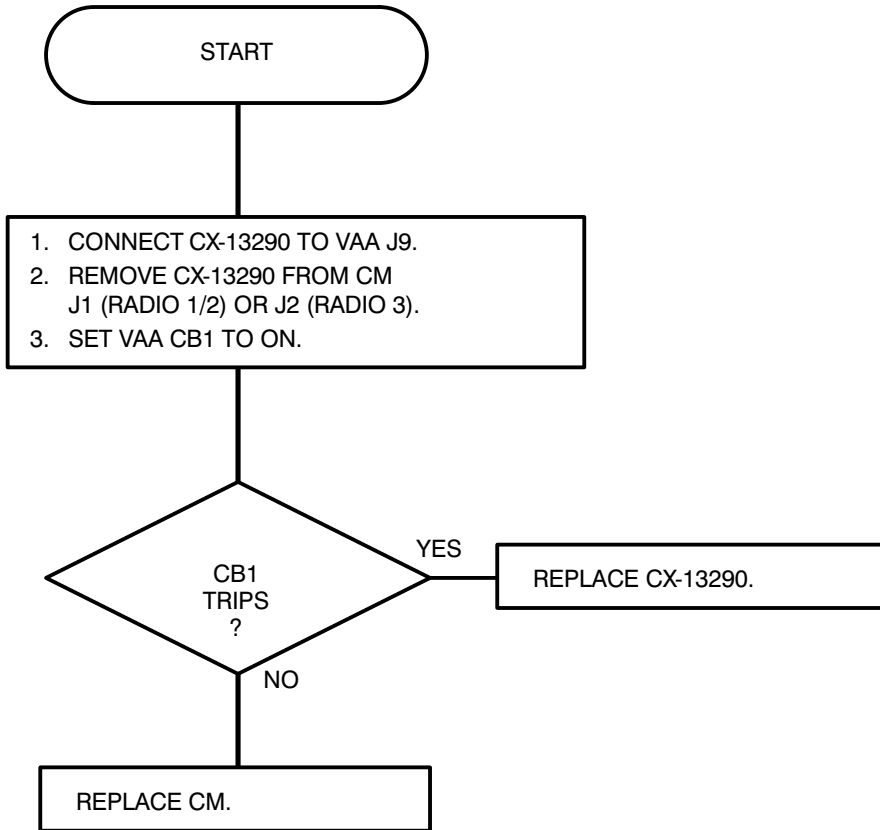 START
1. CONNECT CX-13290 TO VAA J9.
2. REMOVE CX-13290 FROM CM
J1 (RADIO 1/2) OR J2 (RADIO 3).
3. SET VAA CB1 TO ON.
CB1
TRIPS
?
YES
REPLACE CX-13290.
NO
REPLACE CM.